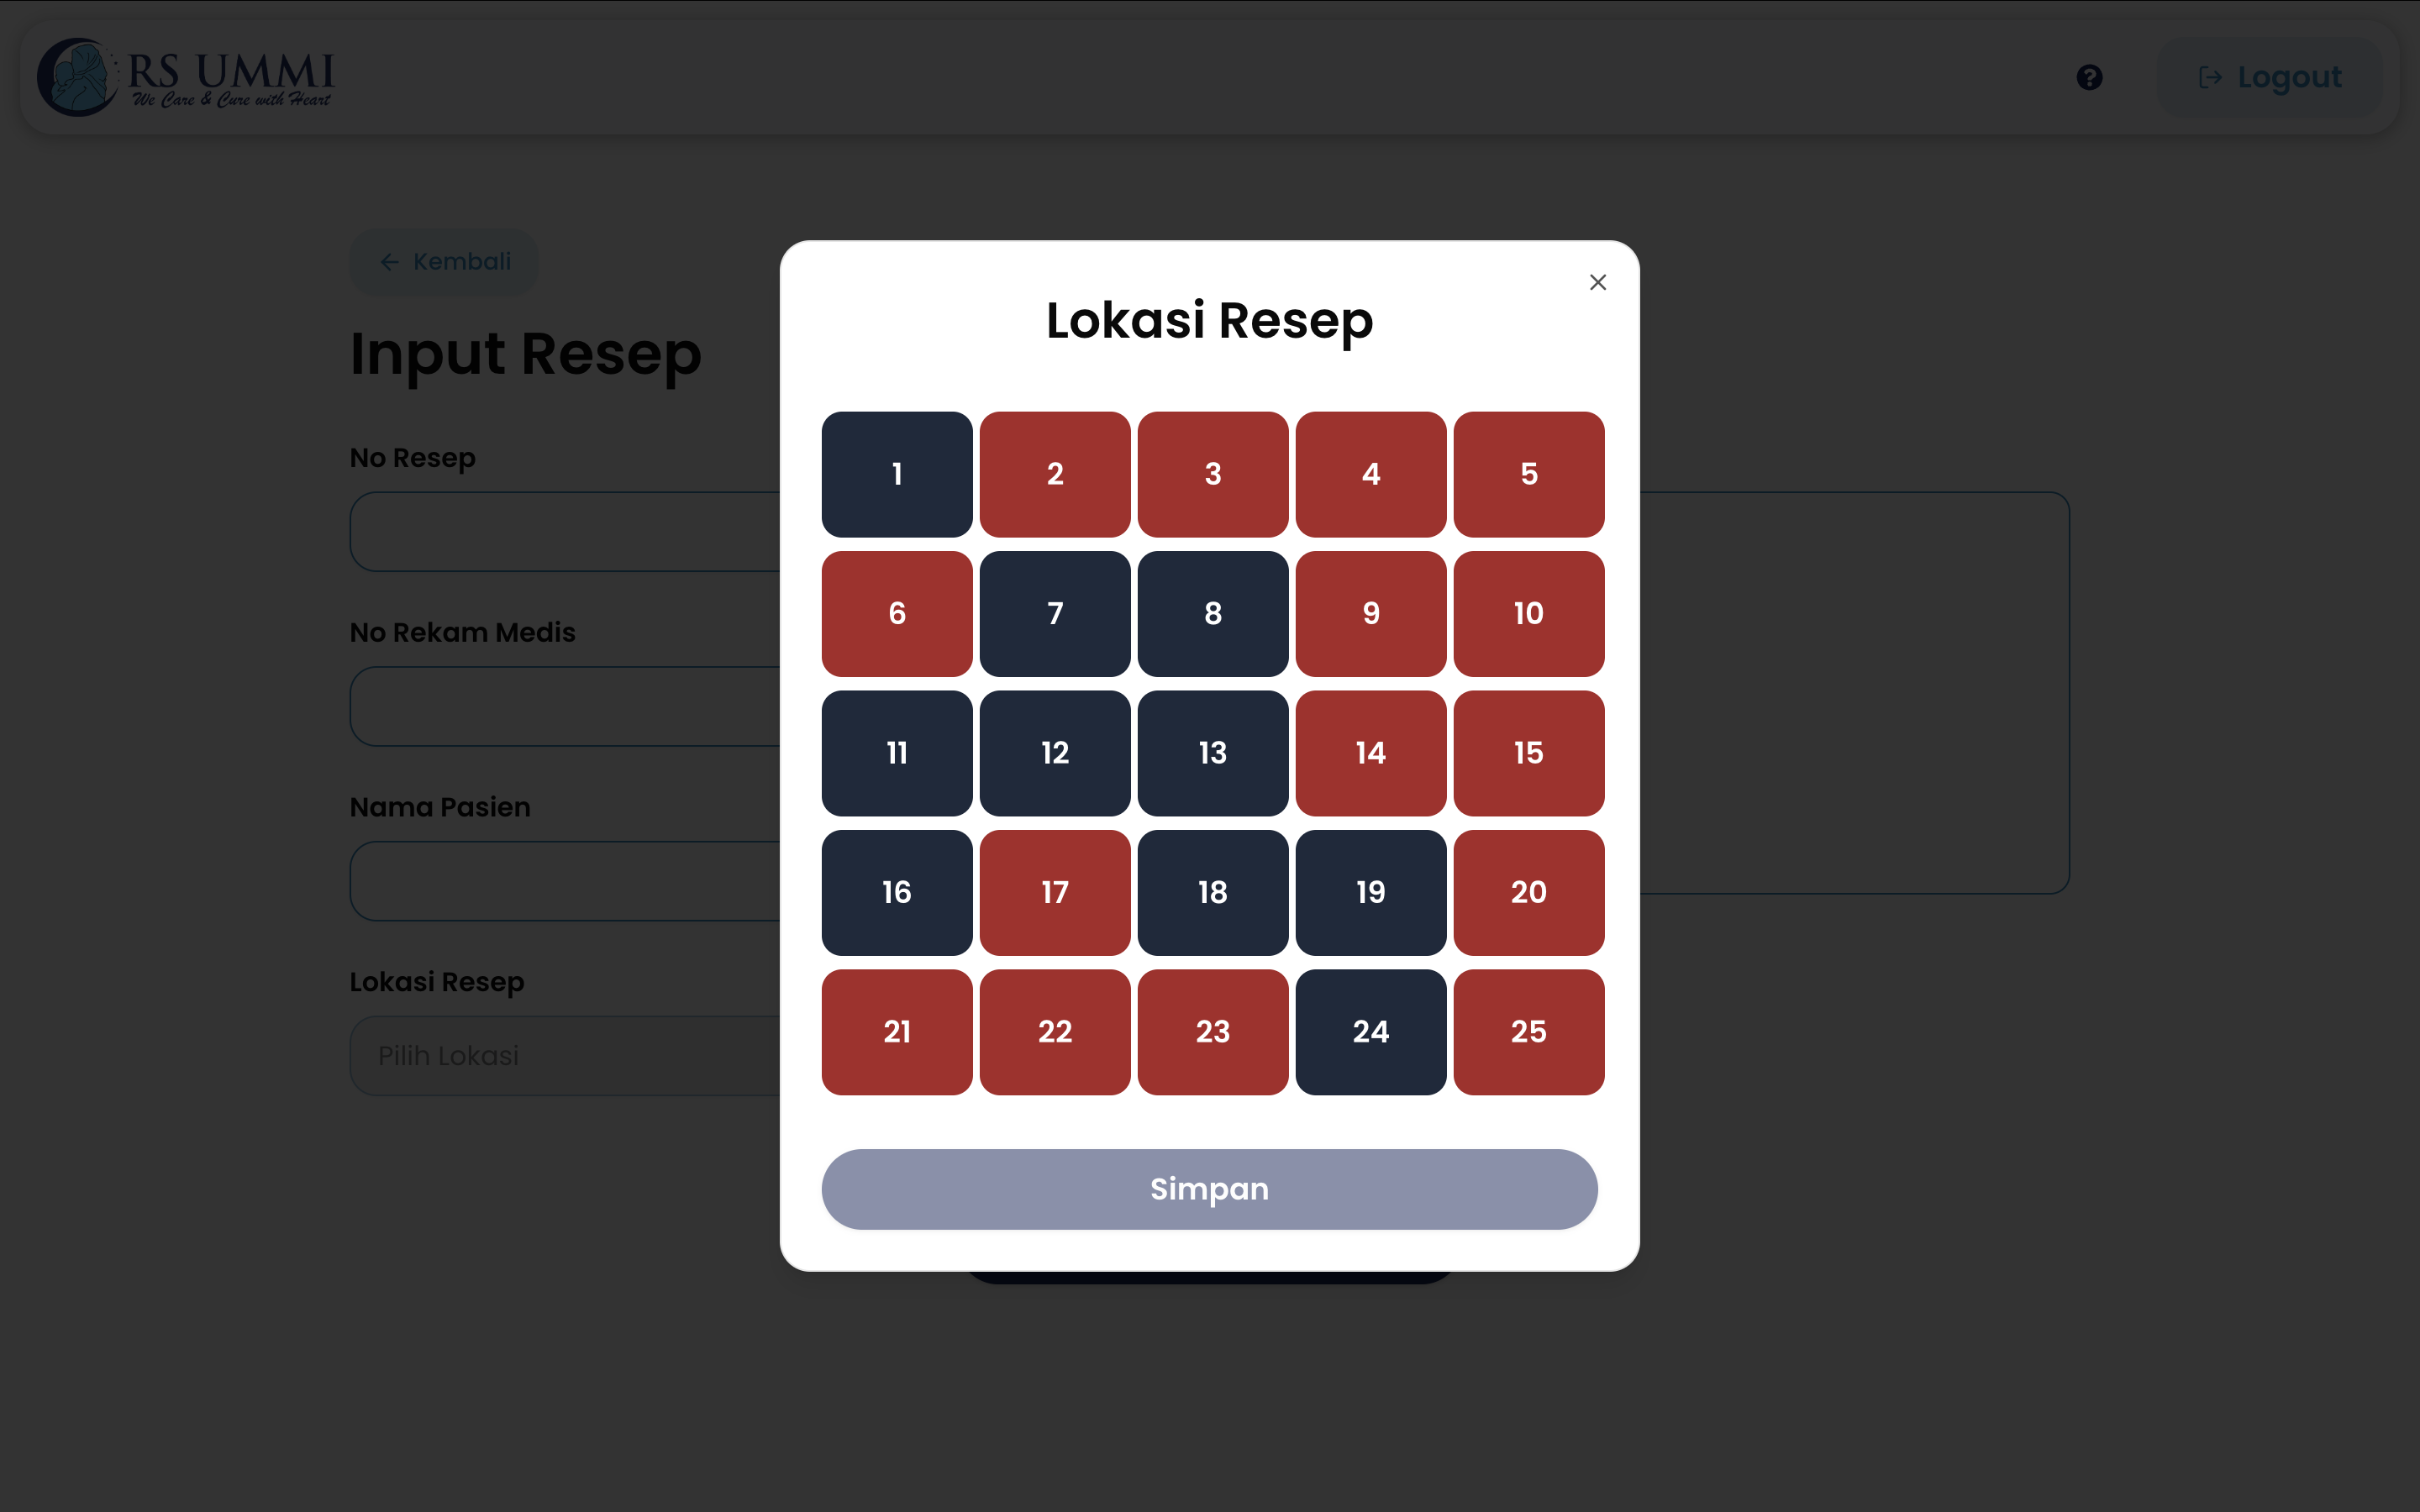 RS UMMI
We Care & Cure with Heart
? Logout
Kembali
Input Resep
No Resep
No Rekam Medis
Nama Pasien
Lokasi Resep
Pilih Lokasi
Lokasi Resep
1 2 3 4 5
6 7 8 9 10
11 12 13 14 15
16 17 18 19 20
21 22 23 24 25
Simpan